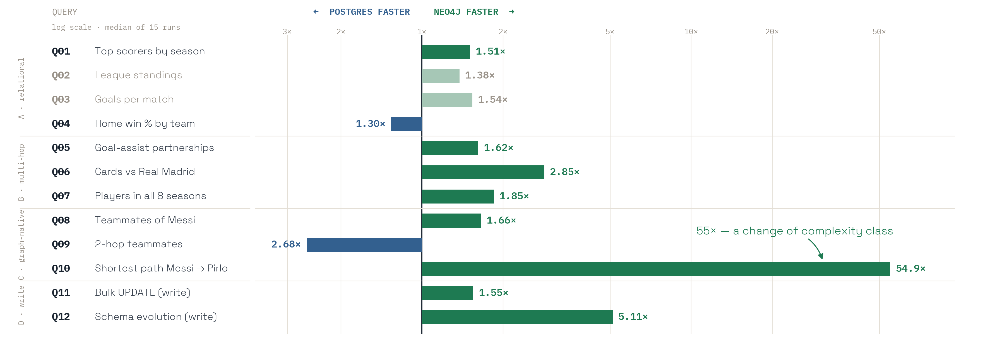 QUERY
← POSTGRES FASTER NEO4J FASTER →
log scale · median of 15 runs
3× 2× 1× 2× 5× 10× 20× 50×
A · relational
Q01 Top scorers by season 1.51×
Q02 League standings 1.38×
Q03 Goals per match 1.54×
Q04 Home win % by team 1.30×
B · multi-hop
Q05 Goal-assist partnerships 1.62×
Q06 Cards vs Real Madrid 2.85×
Q07 Players in all 8 seasons 1.85×
C · graph-native
Q08 Teammates of Messi 1.66×
55× — a change of complexity class
Q09 2-hop teammates 2.68×
Q10 Shortest path Messi → Pirlo 54.9×
D · write
Q11 Bulk UPDATE (write) 1.55×
Q12 Schema evolution (write) 5.11×